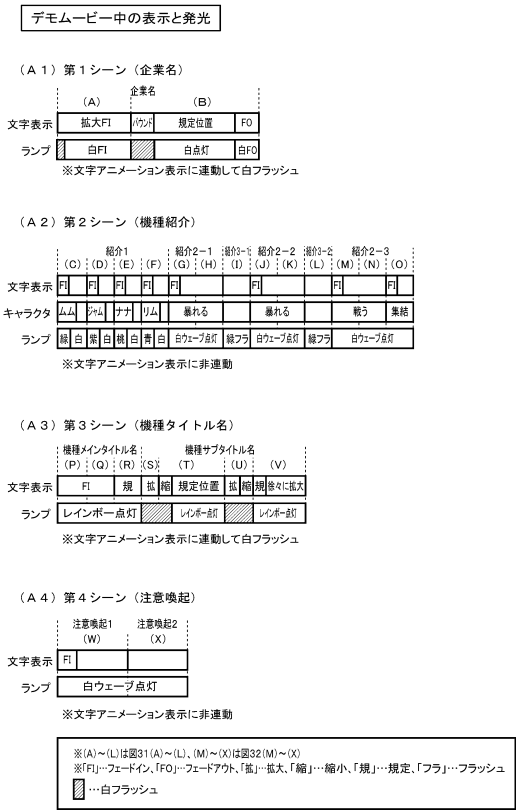 デモムービー中の表示と発光
(A1)第1シーン(企業名)
企業名
(A) (B)
文字表示 拡大FI バウンド 規定位置 FO
ランプ 白FI 白点灯 白FO
※文字アニメーション表示に連動して白フラッシュ
(A2)第2シーン(機種紹介)
紹介1 紹介2-1 紹介3-1 紹介2-2 紹介3-2 紹介2-3
(C) (D) (E) (F) (G) (H) (I) (J) (K) (L) (M) (N) (O)
文字表示 FI FI FI FI FI FI FI FI
キャラクタ ムム ジャム ナナ リム 暴れる 暴れる 戦う 集結
ランプ 緑 白 紫 白 桃 白 青 白 白ウェーブ点灯 緑フラ 白ウェーブ点灯 緑フラ 白ウェーブ点灯
※文字アニメーション表示に非連動
(A3)第3シーン(機種タイトル名)
機種メインタイトル名 機種サブタイトル名
(P) (Q) (R) (S) (T) (U) (V)
文字表示 FI 規 拡 縮 規定位置 拡 縮 規 徐々に拡大
ランプ レインボー点灯 レインボー点灯 レインボー点灯
※文字アニメーション表示に連動して白フラッシュ
(A4)第4シーン(注意喚起)
注意喚起1 注意喚起2
(W) (X)
文字表示 FI
ランプ 白ウェーブ点灯
※文字アニメーション表示に非連動
※(A)~(L)は図31(A)~(L)、(M)~(X)は図32(M)~(X)
※「FI」…フェードイン、「FO」…フェードアウト、「拡」…拡大、「縮」…縮小、「規」…規定、「フラ」…フラッシュ
…白フラッシュ